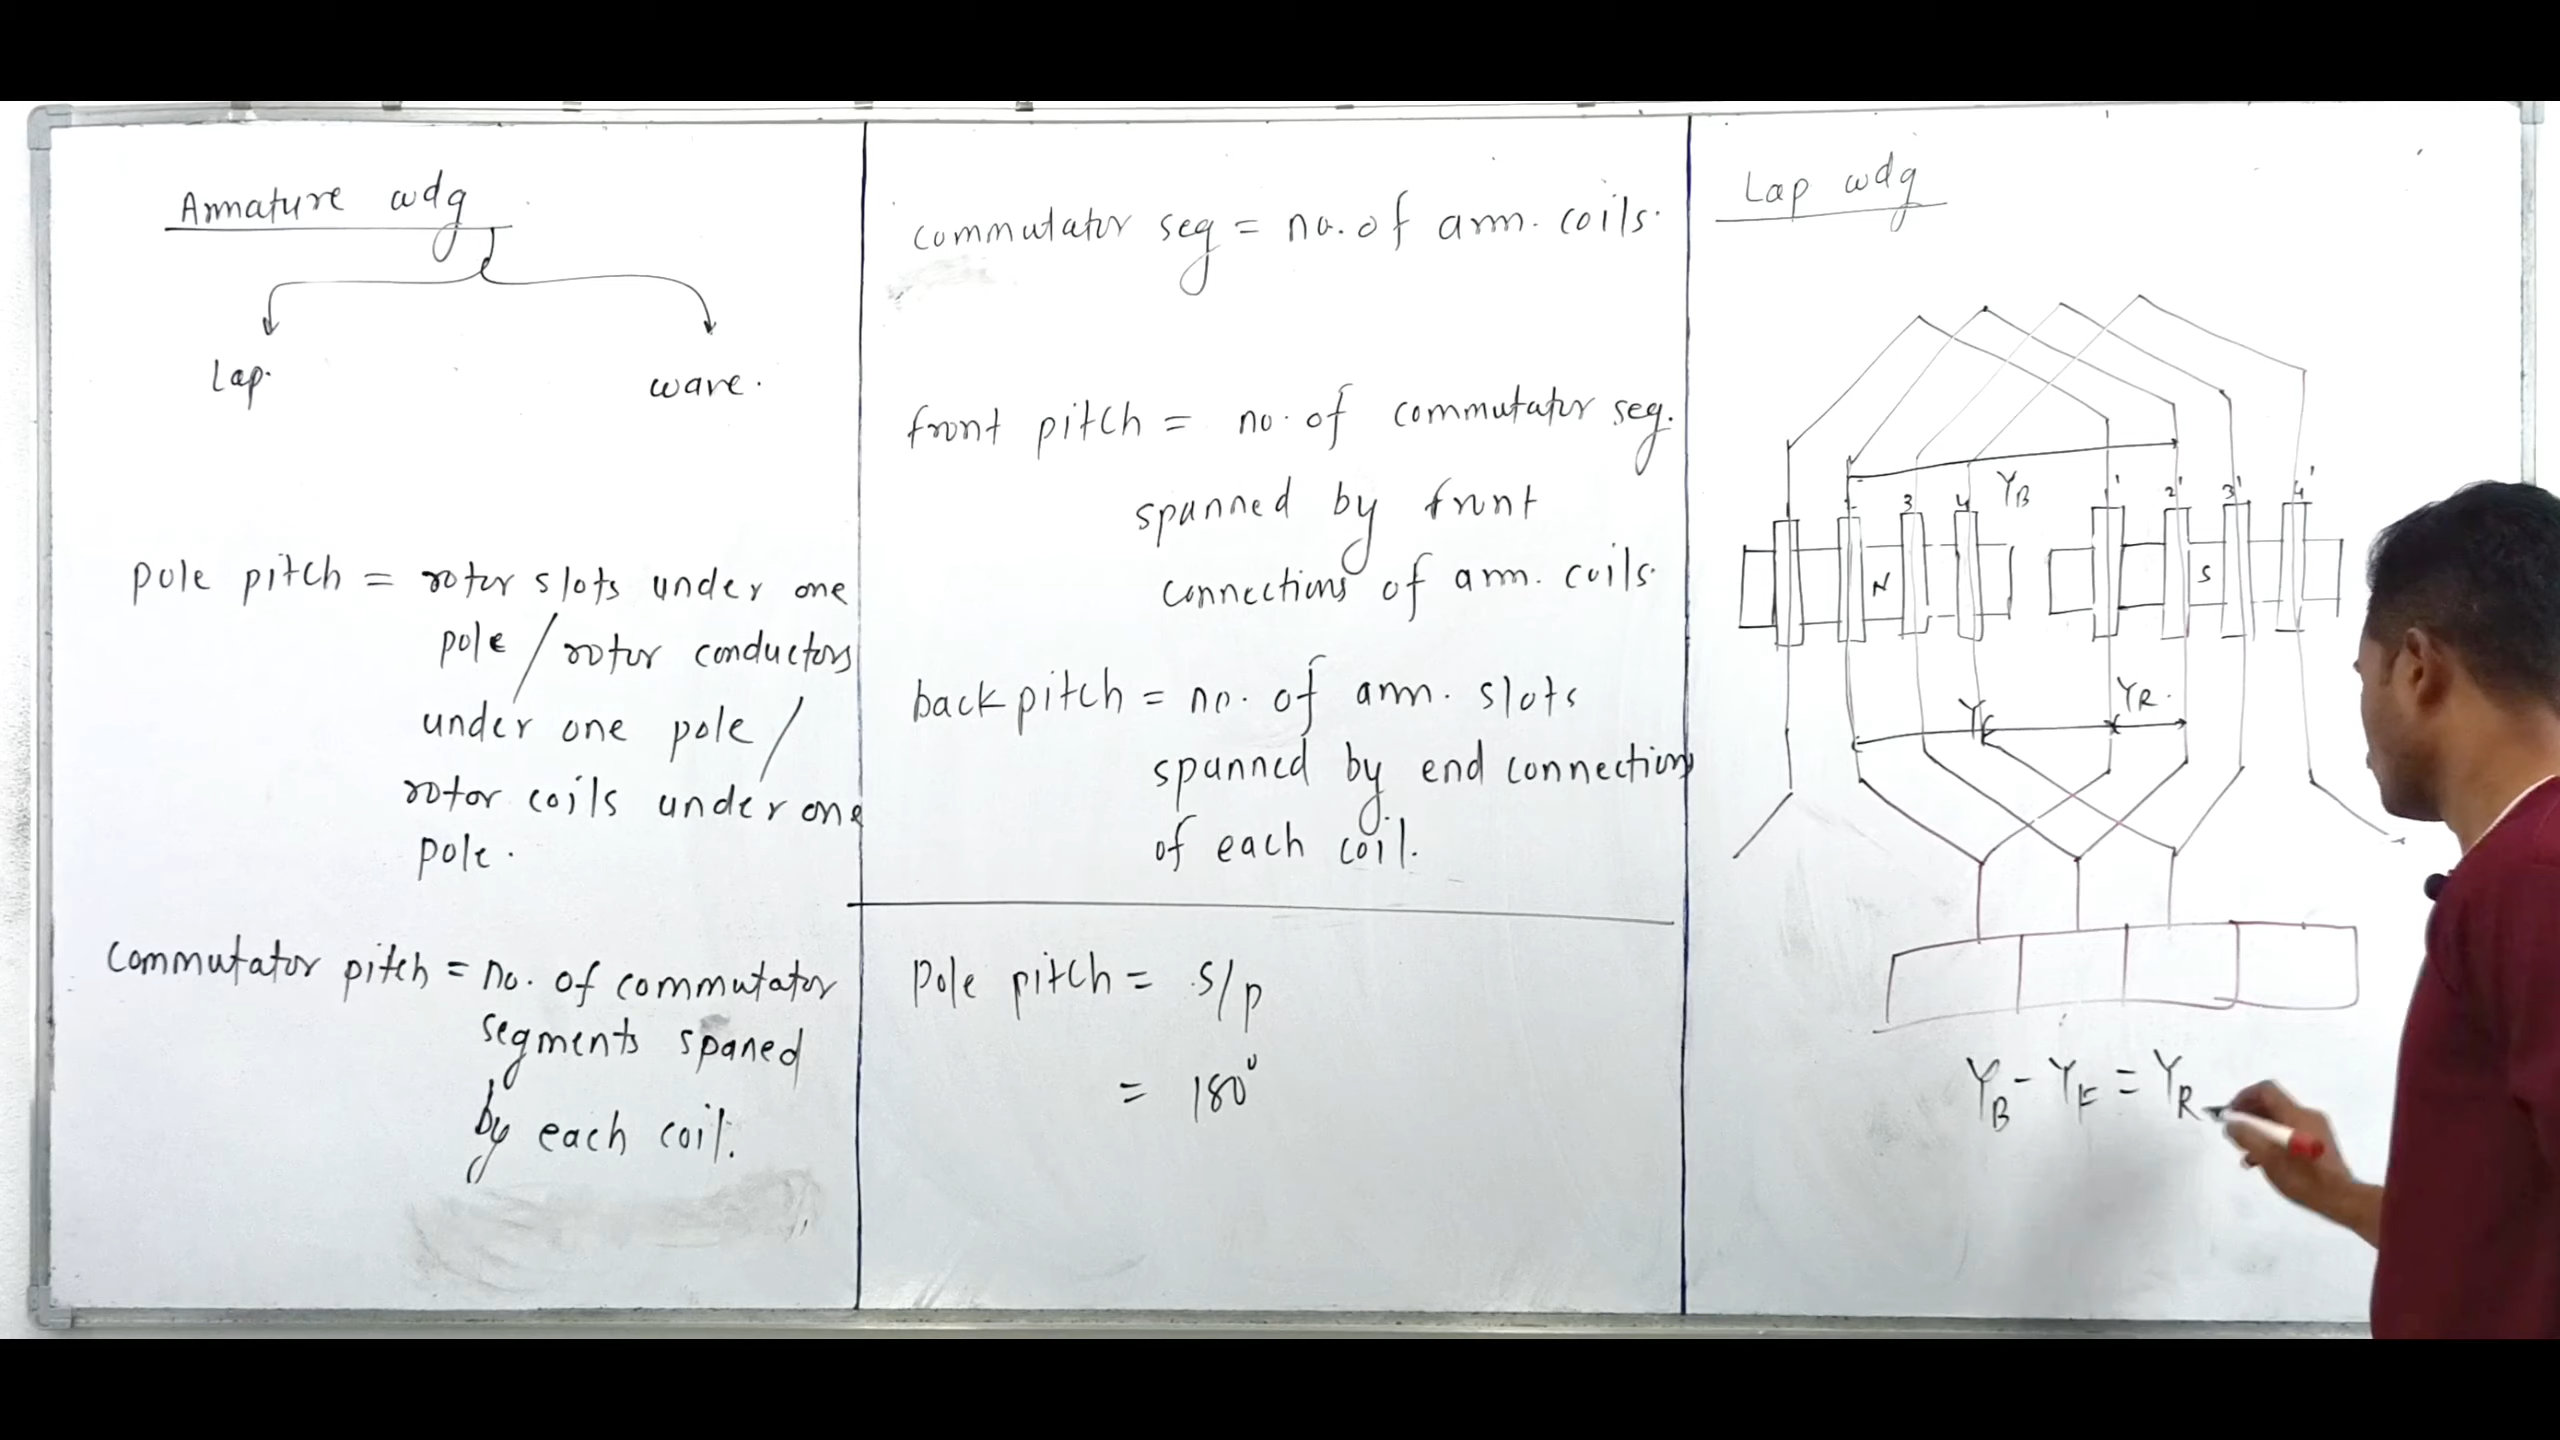 Armature wdg
Lap.
wave.
pole pitch = rotor slots under one
pole / rotor conductors
under one pole /
rotor coils under one
pole.
commutator pitch = no. of commutator
segments spaned
by each coil.
commutator seg = no. of arm. coils.
front pitch = no. of commutator seg.
spanned by front
connections of arm. coils.
back pitch = no. of arm. slots
spanned by end connections
of each coil.
pole pitch = S/p
= 180°
Lap wdg
3 4 YB 1' 2' 3' 4'
N S
YF YR.
YB - YF = YR